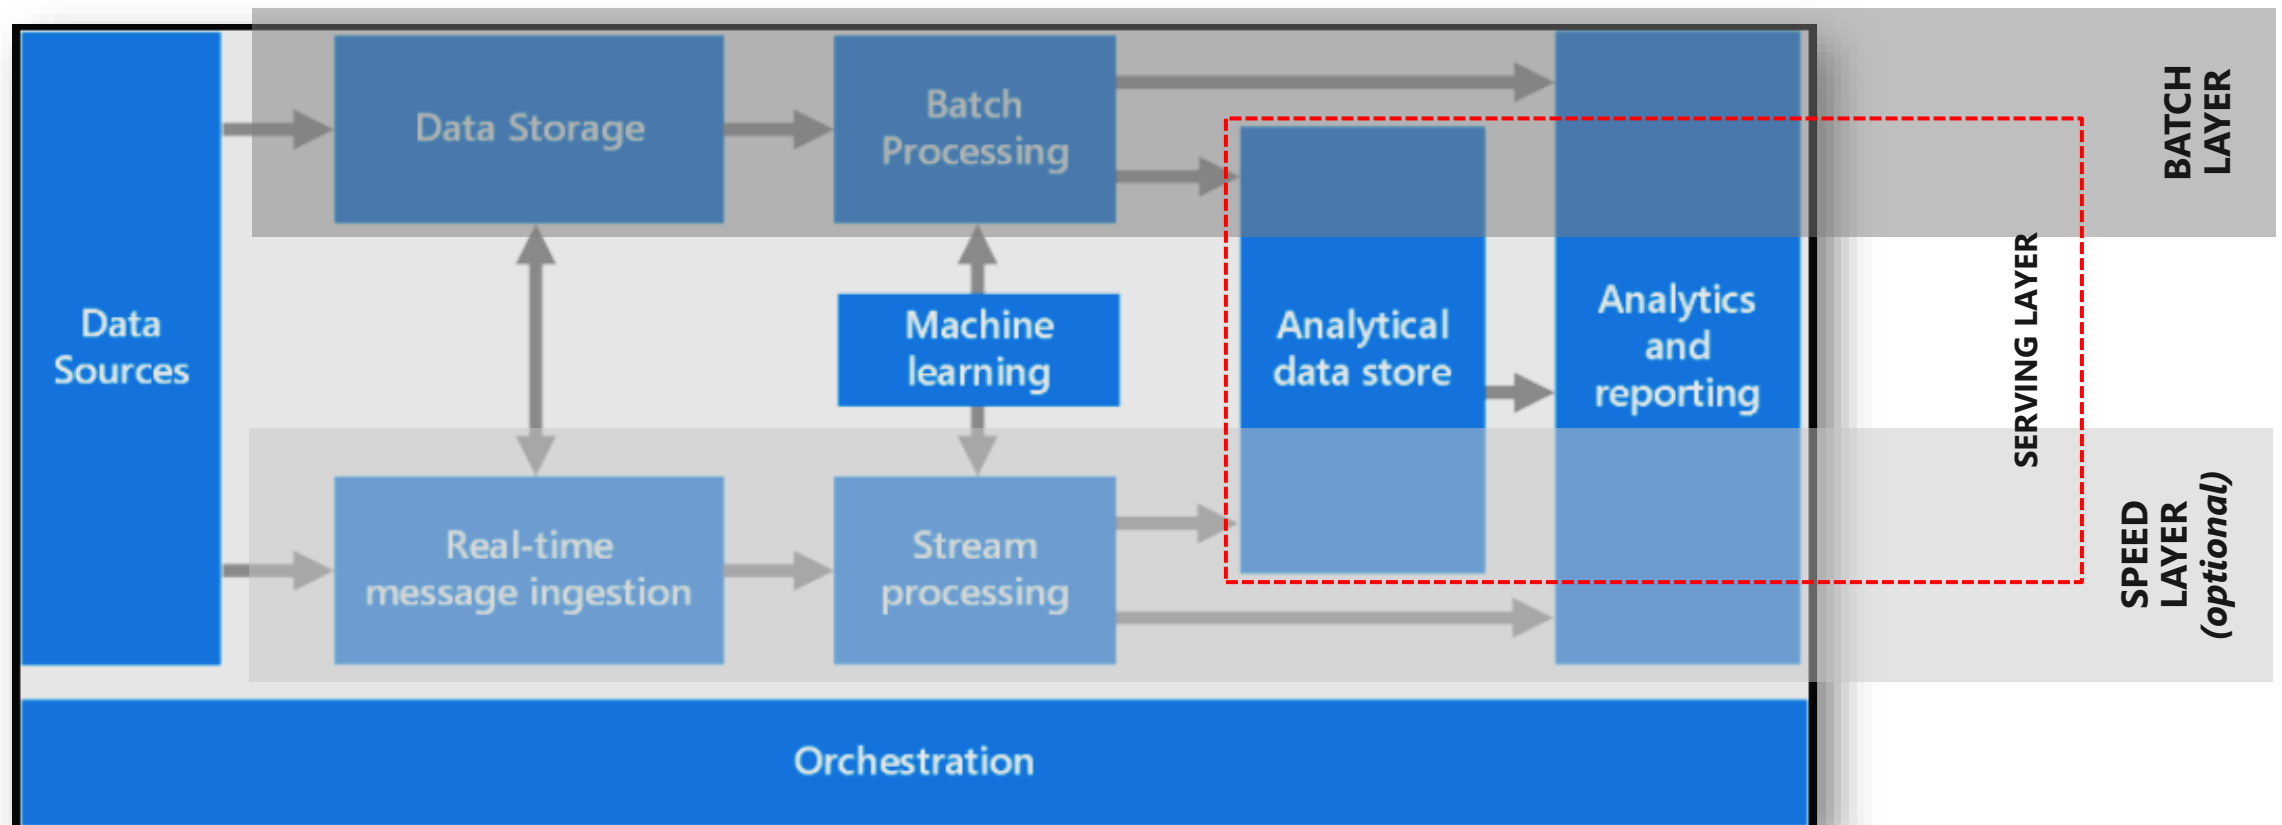 Data
Sources
Data Storage
Batch
Processing
Machine
learning
Real-time
message ingestion
Stream
processing
Analytical
data store
Analytics
and
reporting
Orchestration
BATCH
LAYER
SERVING LAYER
SPEED
LAYER
(optional)